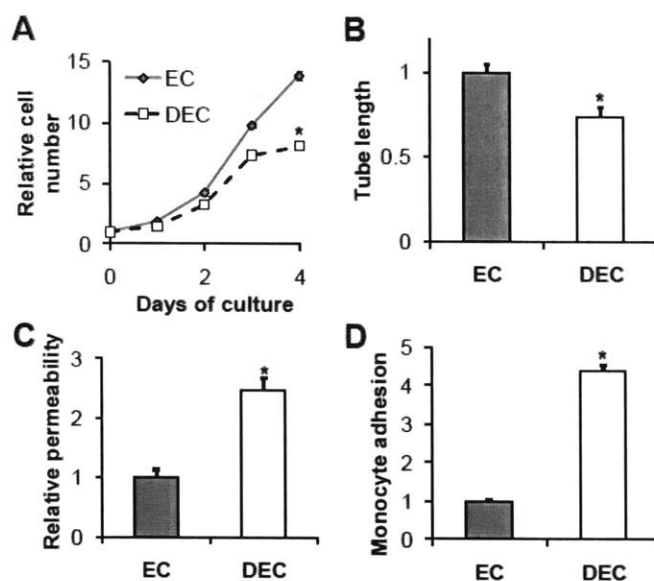 A
Relative cell
number
15
10
5
0
EC
DEC
*
0
2
4
Days of culture
B
Tube length
1
0.5
0
*
EC
DEC
C
Relative permeability
3
2
1
0
*
EC
DEC
D
Monocyte adhesion
5
4
3
2
1
0
*
EC
DEC